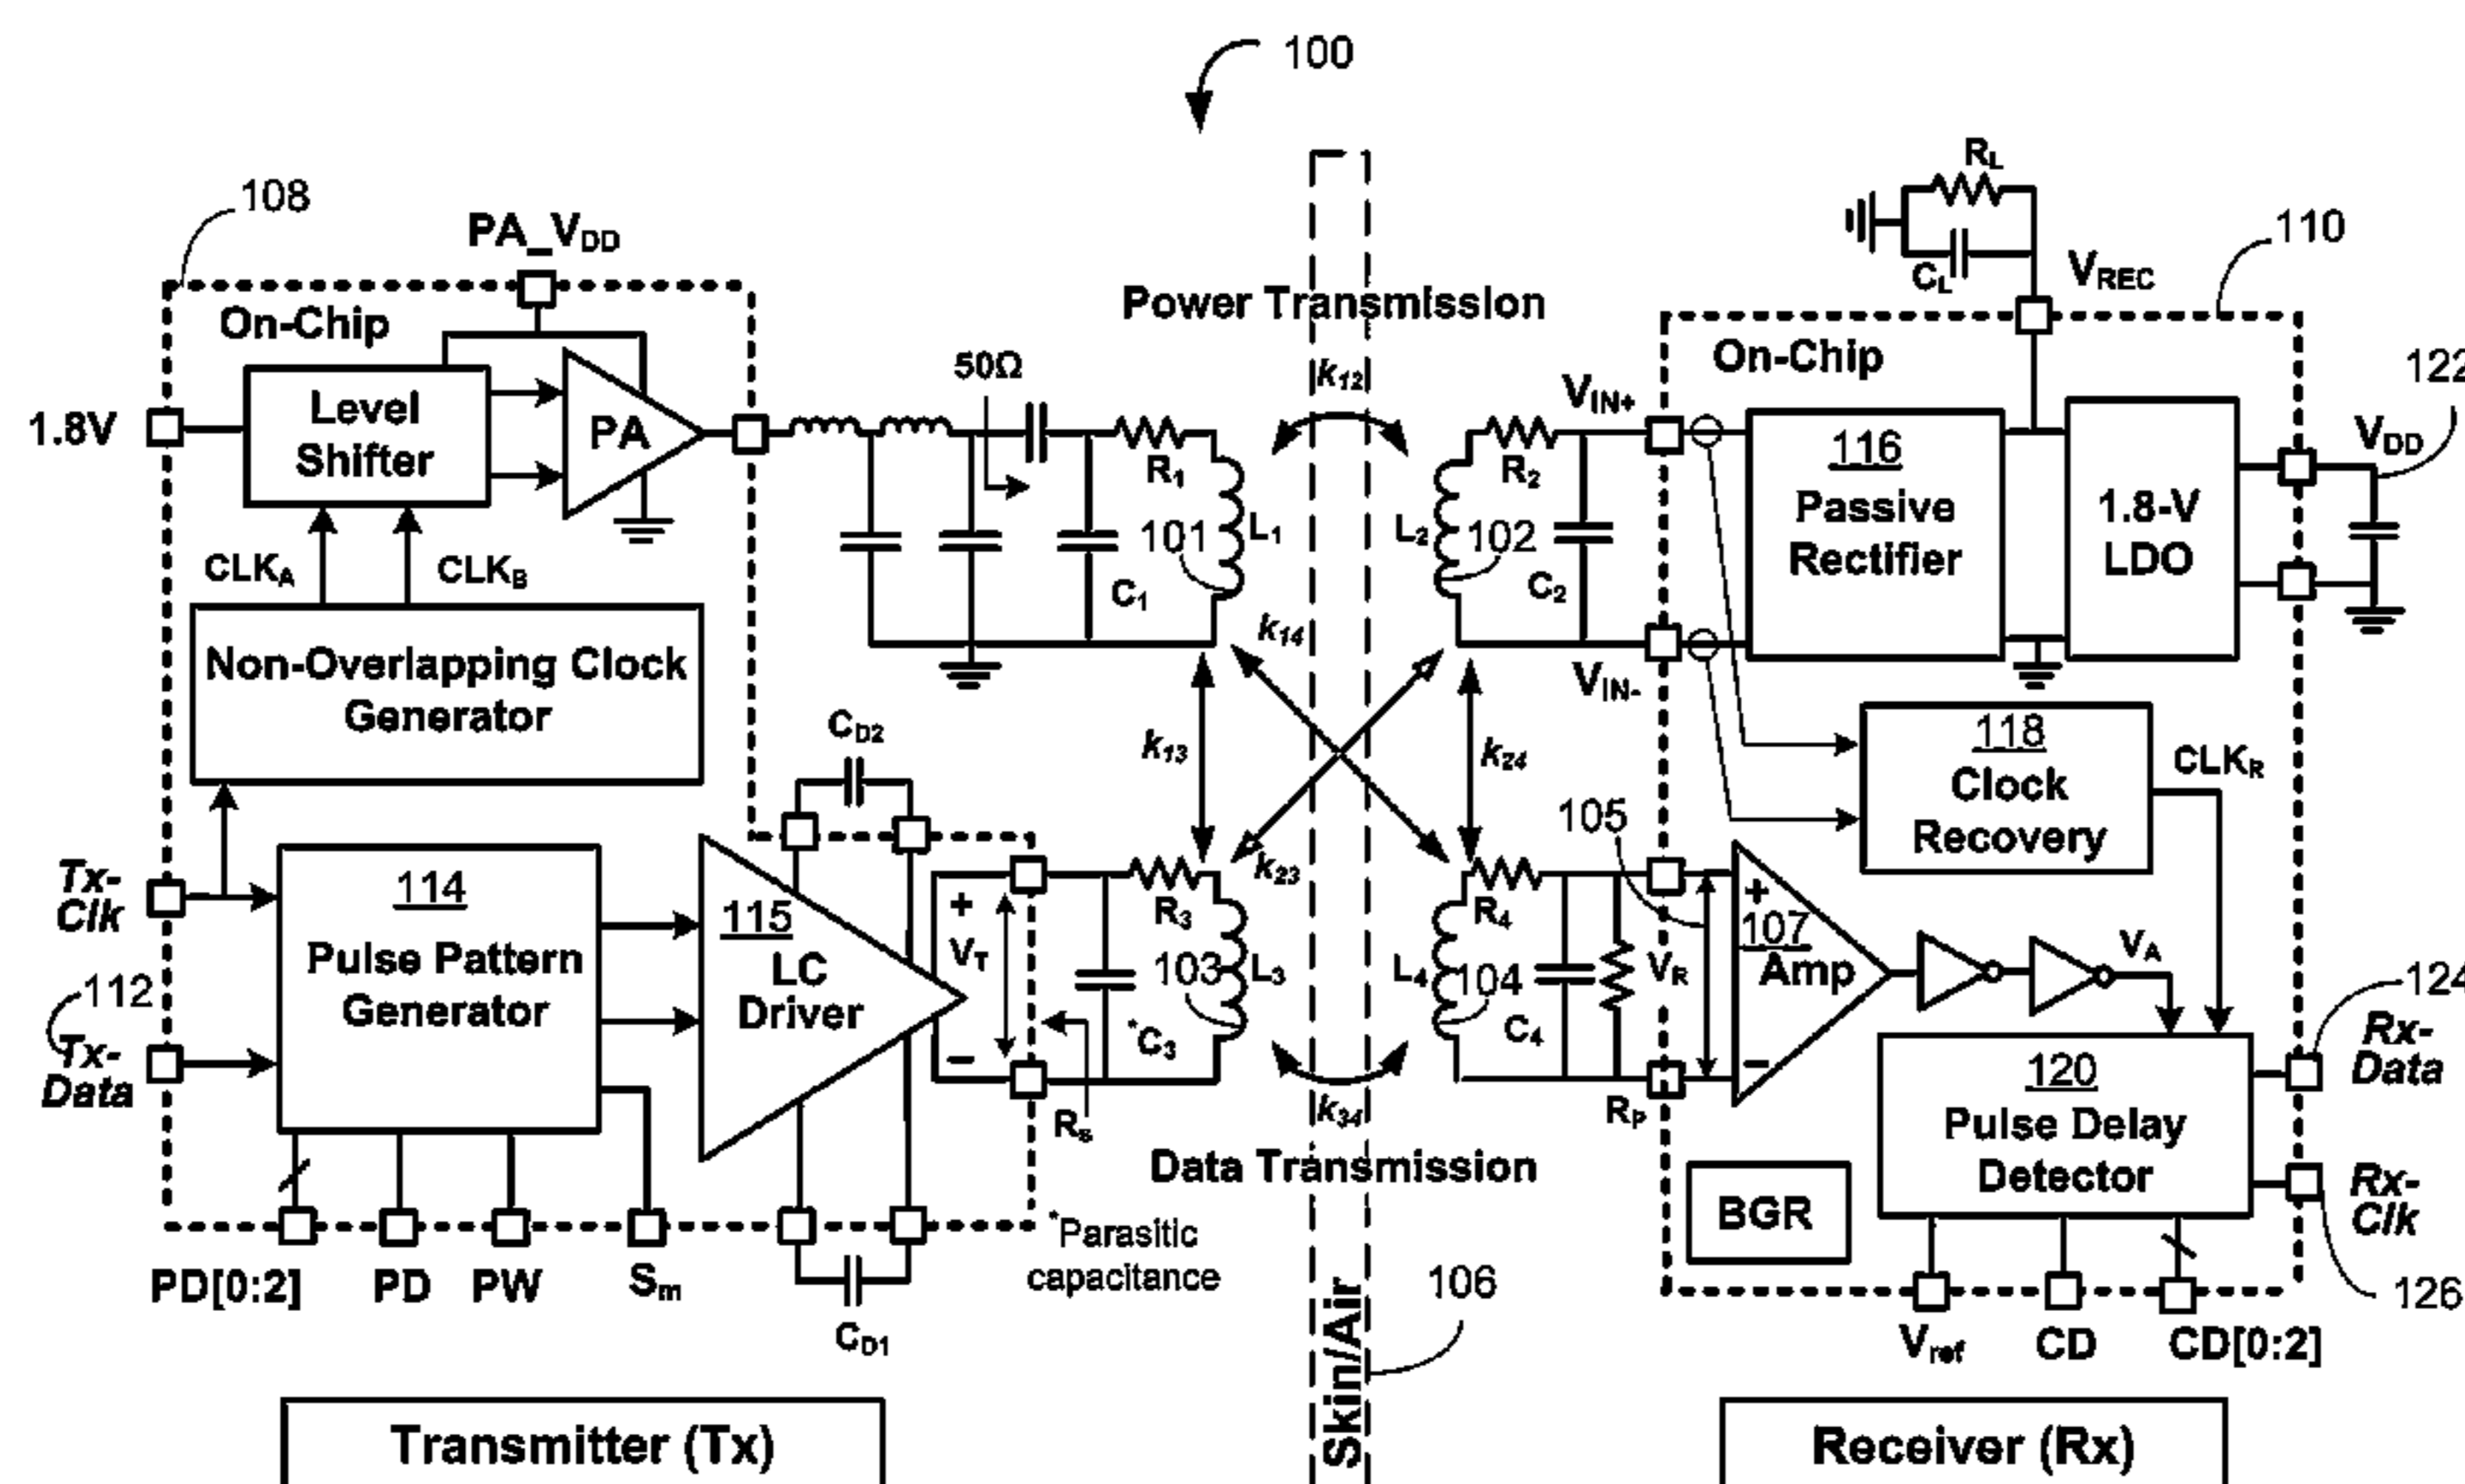 100
108
PA_VDD
On-Chip
Level
Shifter
PA
1.8V
CLKA
CLKB
Non-Overlapping Clock
Generator
Tx-
Clk
112
Tx-
Data
114
Pulse Pattern
Generator
115
LC
Driver
CD2
CD1
PD[0:2]
PD
PW
Sm
+
VT
–
Rs
50Ω
R1
C1
101
L1
R3
*C3
103
L3
*Parasitic
capacitance
Power Transmission
k12
k14
k13
k24
k23
k34
Data Transmission
Skin/Air
106
L2
102
R2
C2
VIN+
VIN-
L4
104
R4
C4
RP
105
VR
RL
CL
VREC
110
On-Chip
116
Passive
Rectifier
1.8-V
LDO
122
VDD
118
Clock
Recovery
CLKR
+
107
Amp
–
VA
120
Pulse Delay
Detector
BGR
124
Rx-
Data
Rx-
Clk
126
Vref
CD
CD[0:2]
Transmitter (Tx)
Receiver (Rx)